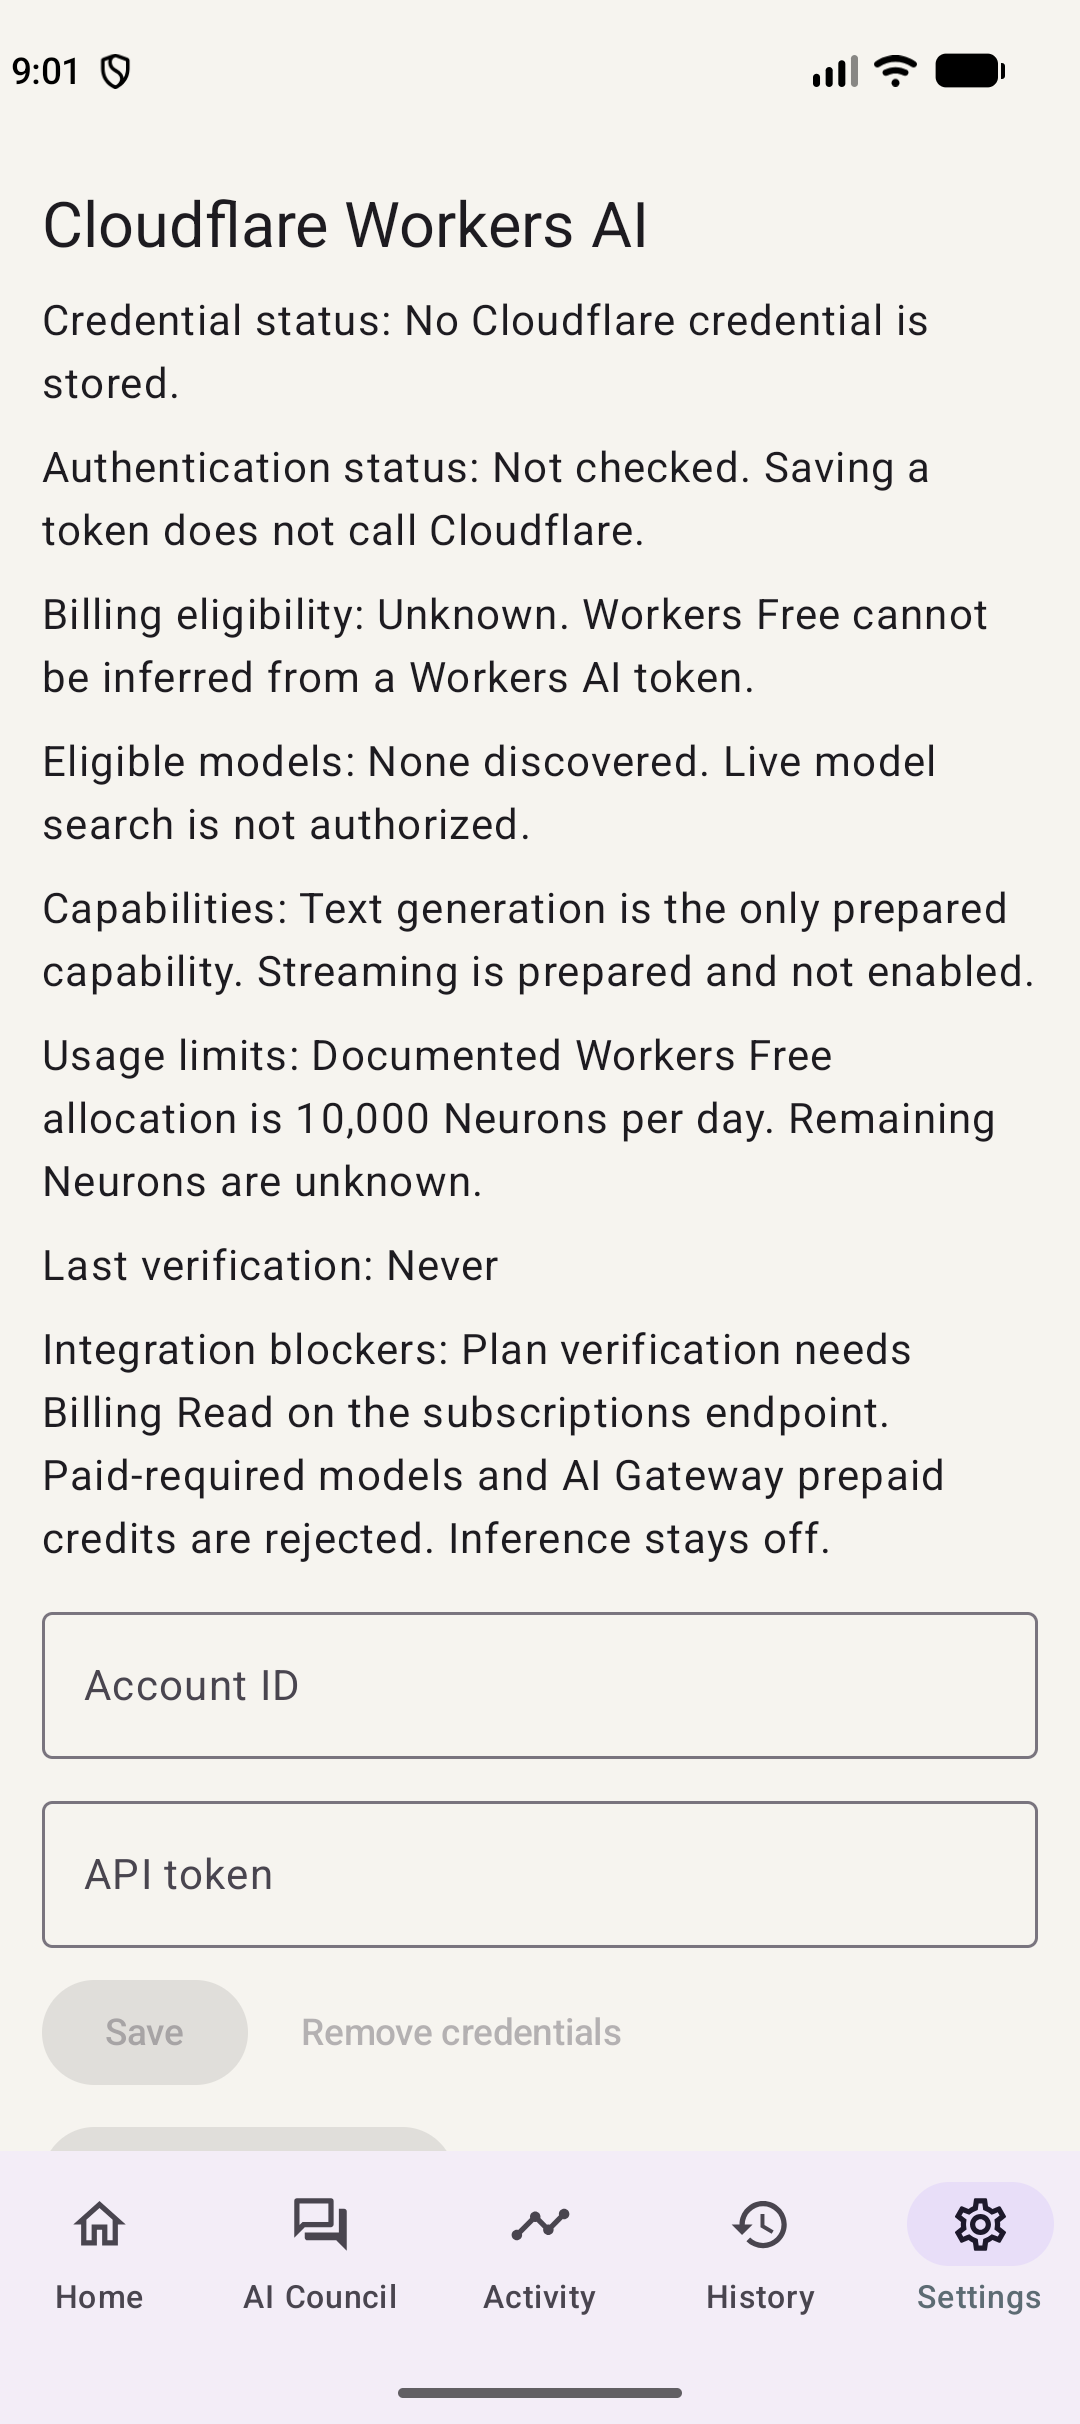 9:01
Cloudflare Workers AI
Credential status: No Cloudflare credential is
stored.
Authentication status: Not checked. Saving a
token does not call Cloudflare.
Billing eligibility: Unknown. Workers Free cannot
be inferred from a Workers AI token.
Eligible models: None discovered. Live model
search is not authorized.
Capabilities: Text generation is the only prepared
capability. Streaming is prepared and not enabled.
Usage limits: Documented Workers Free
allocation is 10,000 Neurons per day. Remaining
Neurons are unknown.
Last verification: Never
Integration blockers: Plan verification needs
Billing Read on the subscriptions endpoint.
Paid-required models and AI Gateway prepaid
credits are rejected. Inference stays off.
Account ID
API token
Save Remove credentials
Home AI Council Activity History Settings